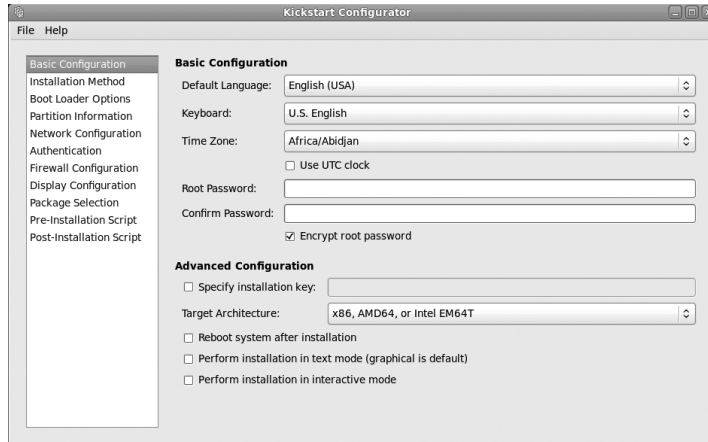 Kickstart Configurator
File Help
Basic Configuration
Installation Method
Boot Loader Options
Partition Information
Network Configuration
Authentication
Firewall Configuration
Display Configuration
Package Selection
Pre-Installation Script
Post-Installation Script
Basic Configuration
Default Language: English (USA)
Keyboard: U.S. English
Time Zone: Africa/Abidjan
Use UTC clock
Root Password:
Confirm Password:
Encrypt root password
Advanced Configuration
Specify installation key:
Target Architecture: x86, AMD64, or Intel EM64T
Reboot system after installation
Perform installation in text mode (graphical is default)
Perform installation in interactive mode